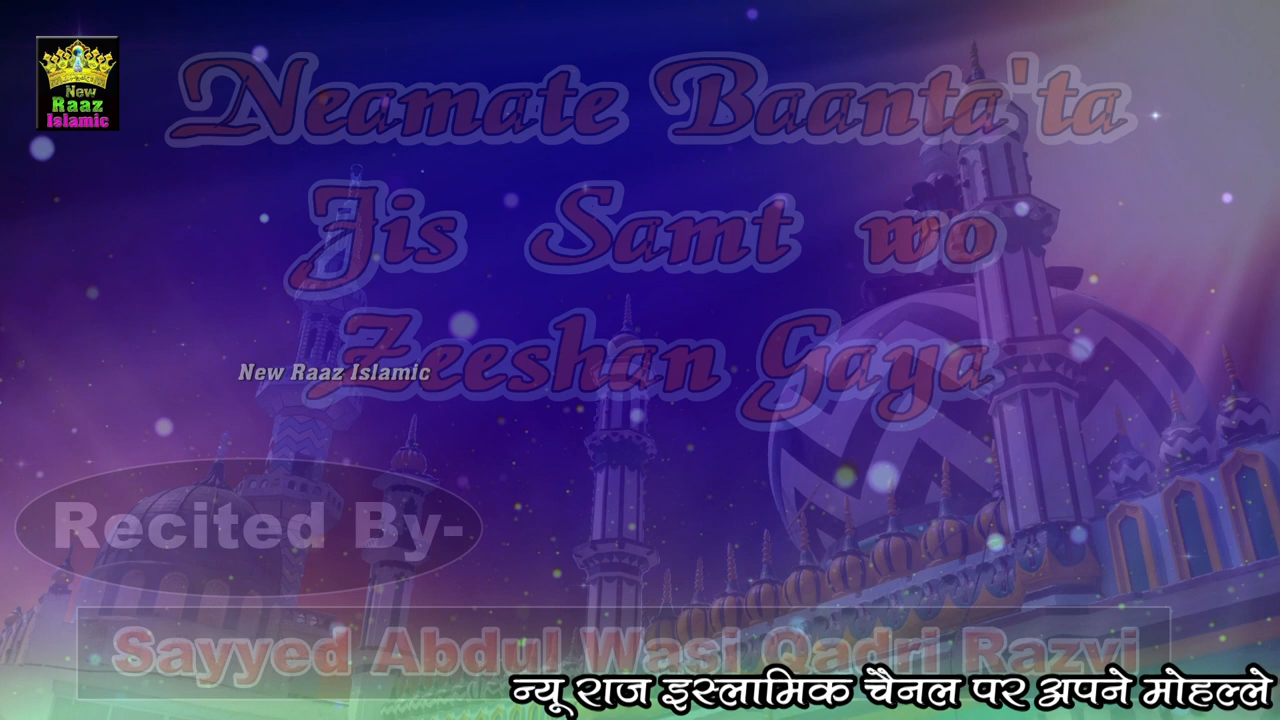 New
Raaz
Islamic
Neamate Baanta'ta
Jis Samt wo
Zeeshan Gaya
New Raaz Islamic
Recited By-
Sayyed Abdul Wasi Qadri Razvi
न्यू राज इस्लामिक चैनल पर अपने मोहल्ले